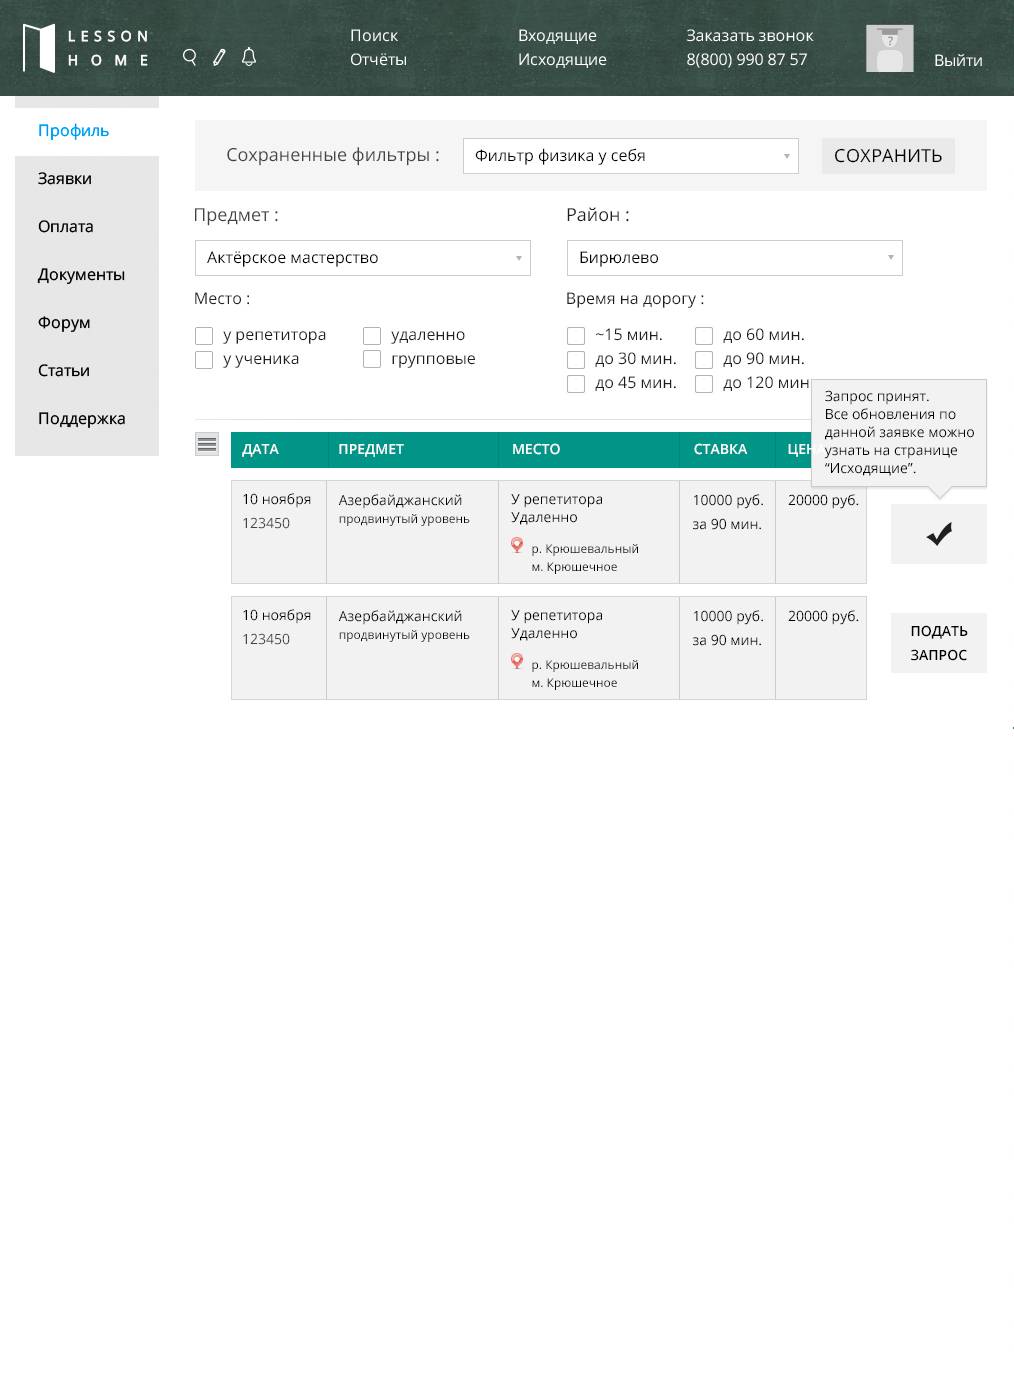 LESSON
HOME
Поиск
Отчёты
Входящие
Исходящие
Заказать звонок
8(800) 990 87 57
?
Выйти
Профиль
Заявки
Оплата
Документы
Форум
Статьи
Поддержка
Сохраненные фильтры :
Фильтр физика у себя
СОХРАНИТЬ
Предмет :
Актёрское мастерство
Район :
Бирюлево
Место :
у репетитора
удаленно
у ученика
групповые
Время на дорогу :
~15 мин.
до 60 мин.
до 30 мин.
до 90 мин.
до 45 мин.
до 120 мин
Запрос принят.
Все обновления по
данной заявке можно
узнать на странице
“Исходящие”.
ДАТА
ПРЕДМЕТ
МЕСТО
СТАВКА
ЦЕНА
10 ноября
123450
Азербайджанский
продвинутый уровень
У репетитора
Удаленно
р. Крюшевальный
м. Крюшечное
10000 руб.
за 90 мин.
20000 руб.
10 ноября
123450
Азербайджанский
продвинутый уровень
У репетитора
Удаленно
р. Крюшевальный
м. Крюшечное
10000 руб.
за 90 мин.
20000 руб.
ПОДАТЬ
ЗАПРОС